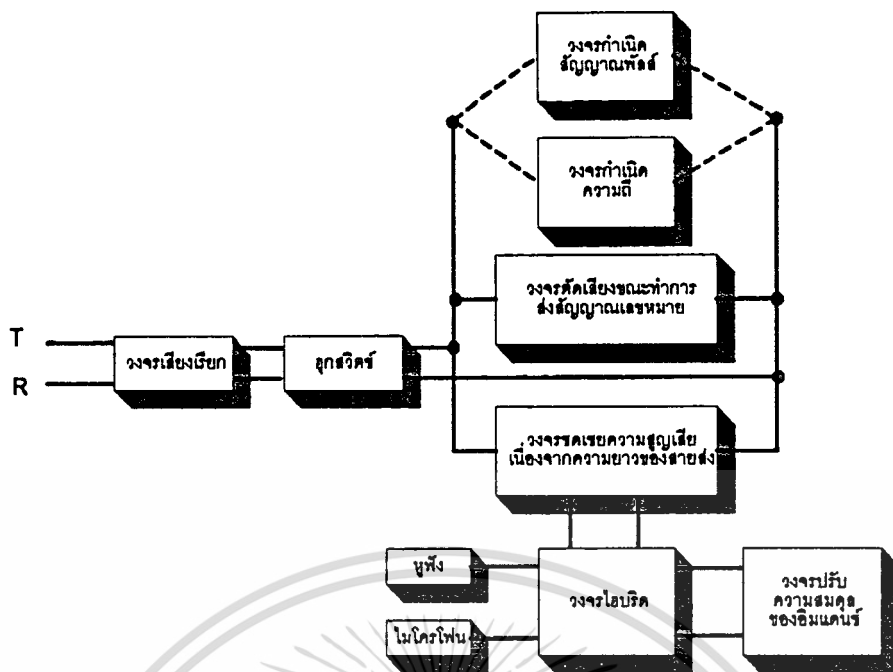 วงจรกำเนิด
สัญญาณพัลส์
วงจรกำเนิด
ความถี่
วงจรตัดเสียงขณะทำการ
ส่งสัญญาณเลขหมาย
T
R
วงจรเสียงเรียก
ฮุกสวิตช์
วงจรชดเชยความสูญเสีย
เนื่องจากความยาวของสายส่ง
หูฟัง
ไมโครโฟน
วงจรไฮบริด
วงจรปรับ
ความสมดุล
ของอิมแดนซ์